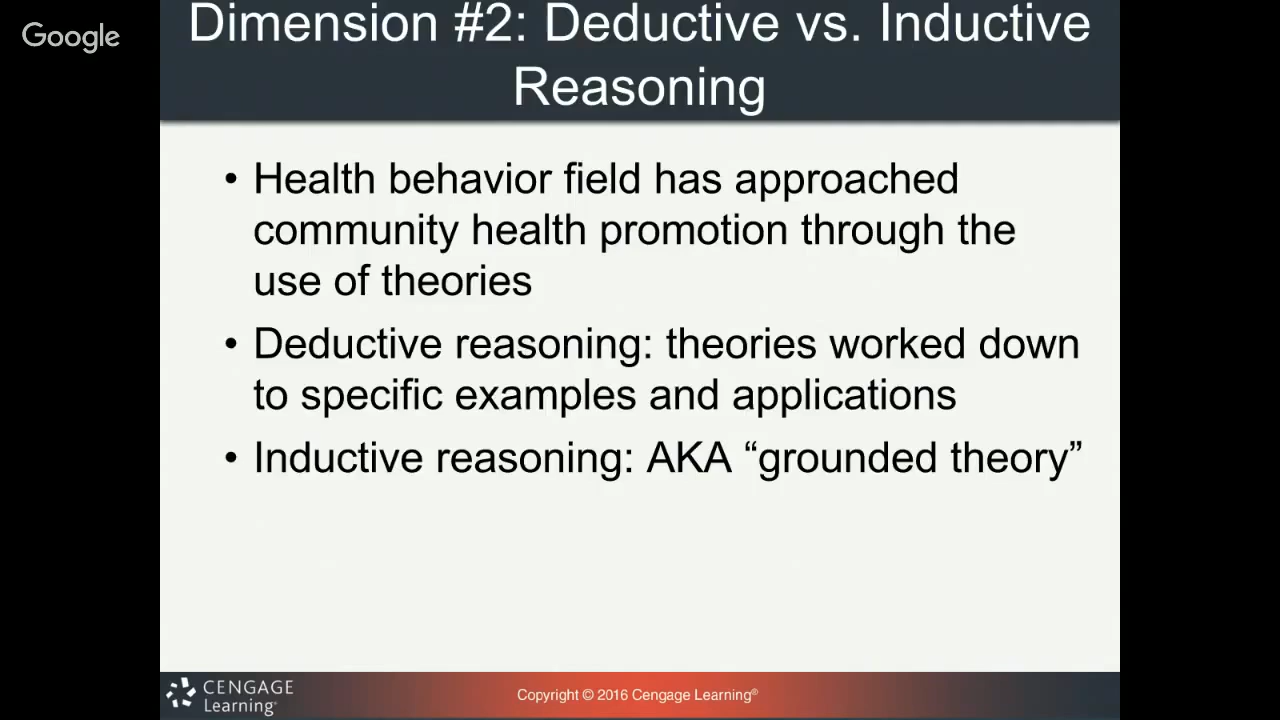 Google
Dimension #2: Deductive vs. Inductive
Reasoning
• Health behavior field has approached
community health promotion through the
use of theories
• Deductive reasoning: theories worked down
to specific examples and applications
• Inductive reasoning: AKA “grounded theory”
CENGAGE
Learning®
Copyright © 2016 Cengage Learning®